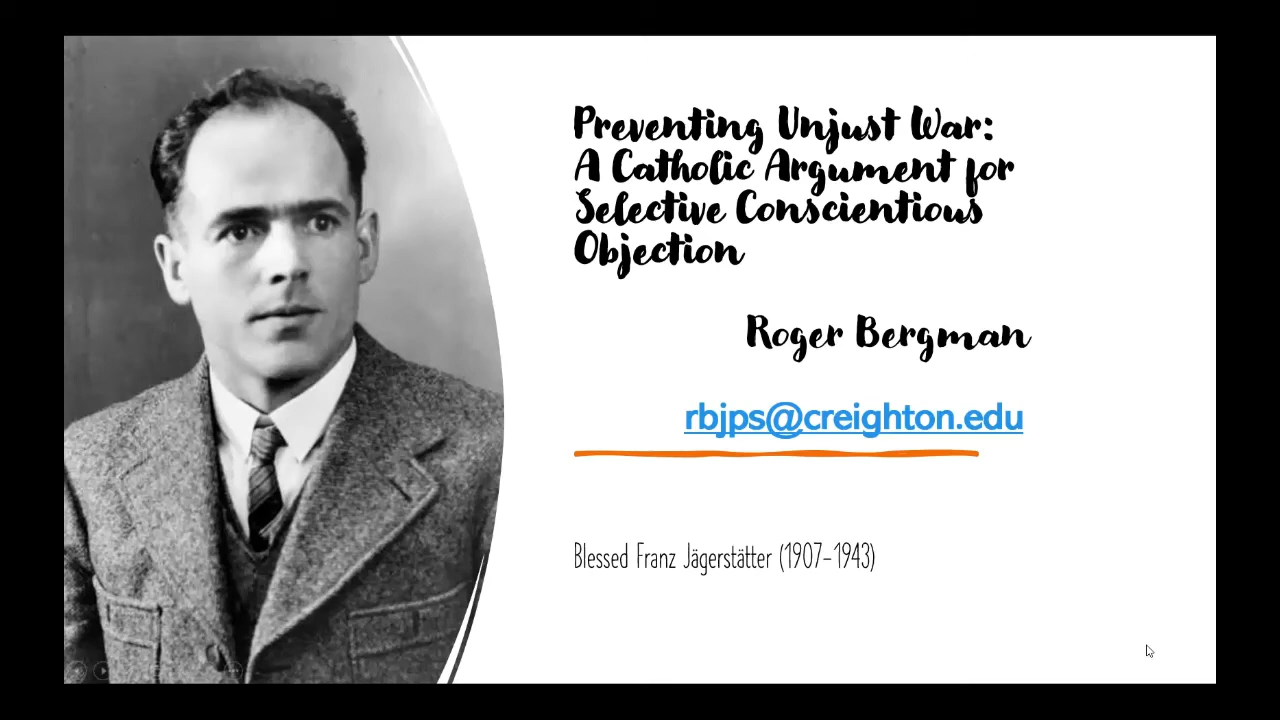 Preventing Unjust War:
A Catholic Argument for
Selective Conscientious
Objection
Roger Bergman
rbjps@creighton.edu
Blessed Franz Jägerstätter (1907–1943)